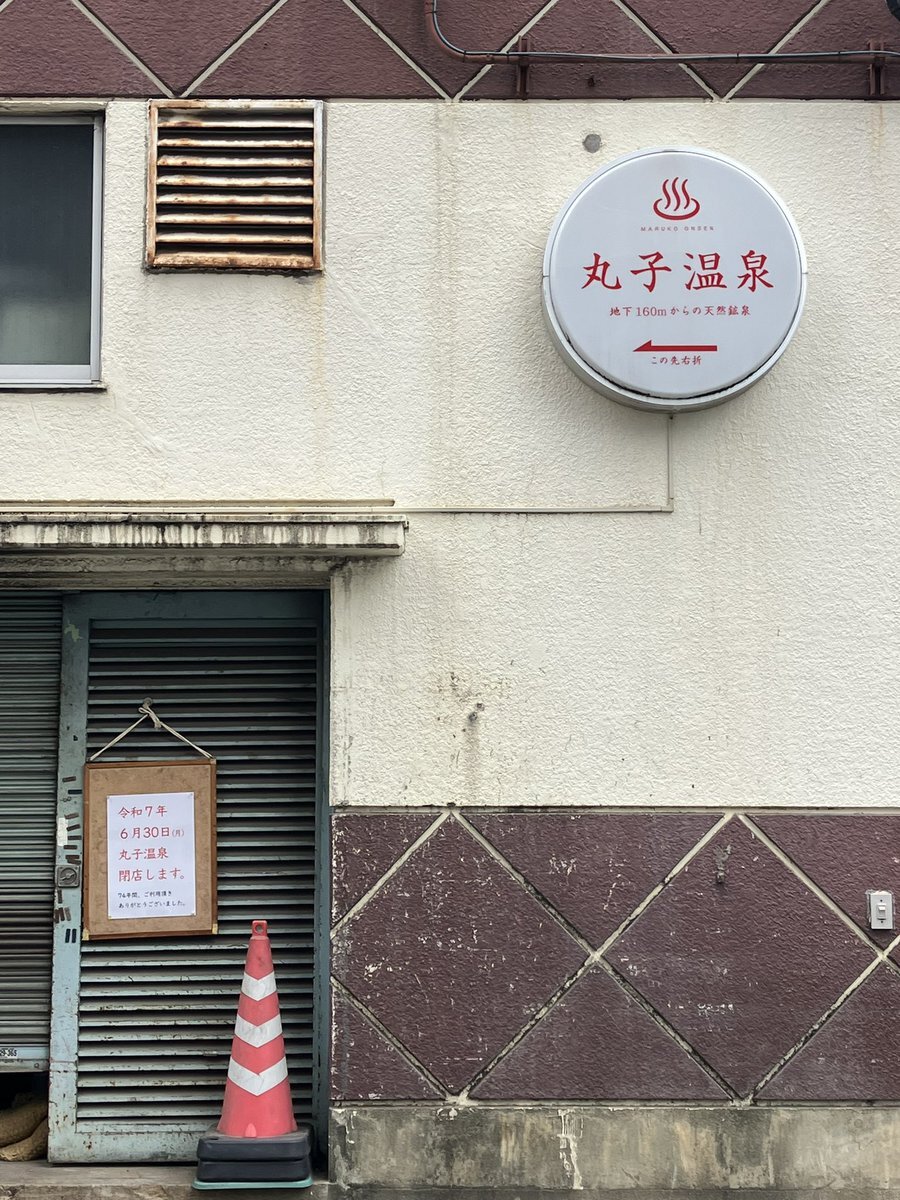 MARUKO ONSEN
丸子温泉
地下160mからの天然鉱泉
この先右折
令和7年
6月30日(月)
丸子温泉
閉店します。
74年間、ご利用頂き
ありがとうございました。